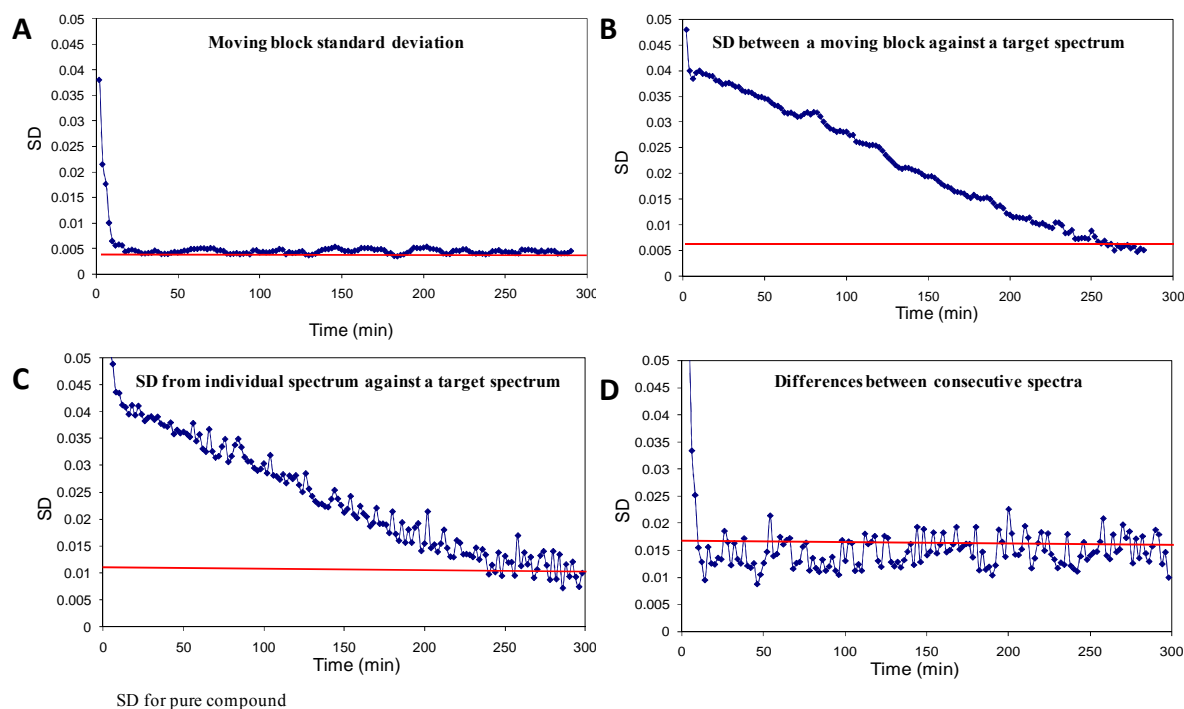 A
Moving block standard deviation
SD
0.05
0.045
0.04
0.035
0.03
0.025
0.02
0.015
0.01
0.005
0
0 50 100 150 200 250 300
Time (min)
B
SD between a moving block against a target spectrum
SD
0.05
0.045
0.04
0.035
0.03
0.025
0.02
0.015
0.01
0.005
0
0 50 100 150 200 250 300
Time (min)
C
SD from individual spectrum against a target spectrum
SD
0.05
0.045
0.04
0.035
0.03
0.025
0.02
0.015
0.01
0.005
0
0 50 100 150 200 250 300
Time (min)
D
Differences between consecutive spectra
SD
0.05
0.045
0.04
0.035
0.03
0.025
0.02
0.015
0.01
0.005
0
0 50 100 150 200 250 300
Time (min)
SD for pure compound